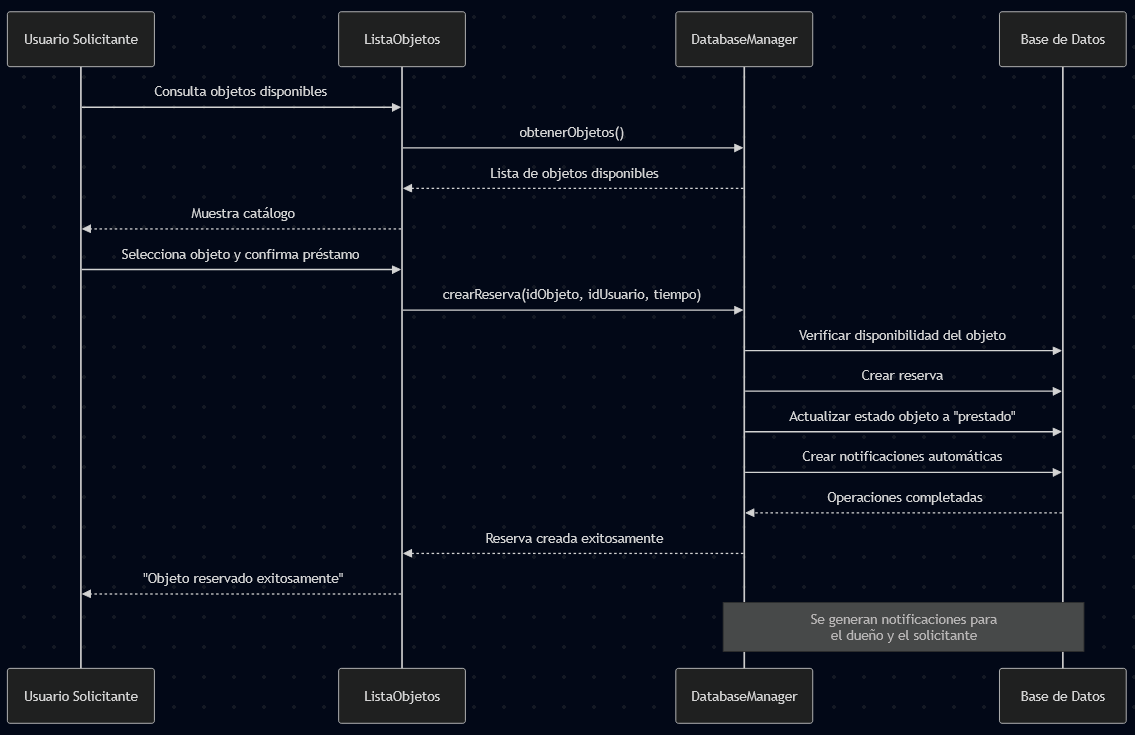 Usuario Solicitante
ListaObjetos
DatabaseManager
Base de Datos
Consulta objetos disponibles
obtenerObjetos()
Lista de objetos disponibles
Muestra catálogo
Selecciona objeto y confirma préstamo
crearReserva(idObjeto, idUsuario, tiempo)
Verificar disponibilidad del objeto
Crear reserva
Actualizar estado objeto a "prestado"
Crear notificaciones automáticas
Operaciones completadas
Reserva creada exitosamente
"Objeto reservado exitosamente"
Se generan notificaciones para
el dueño y el solicitante
Usuario Solicitante
ListaObjetos
DatabaseManager
Base de Datos